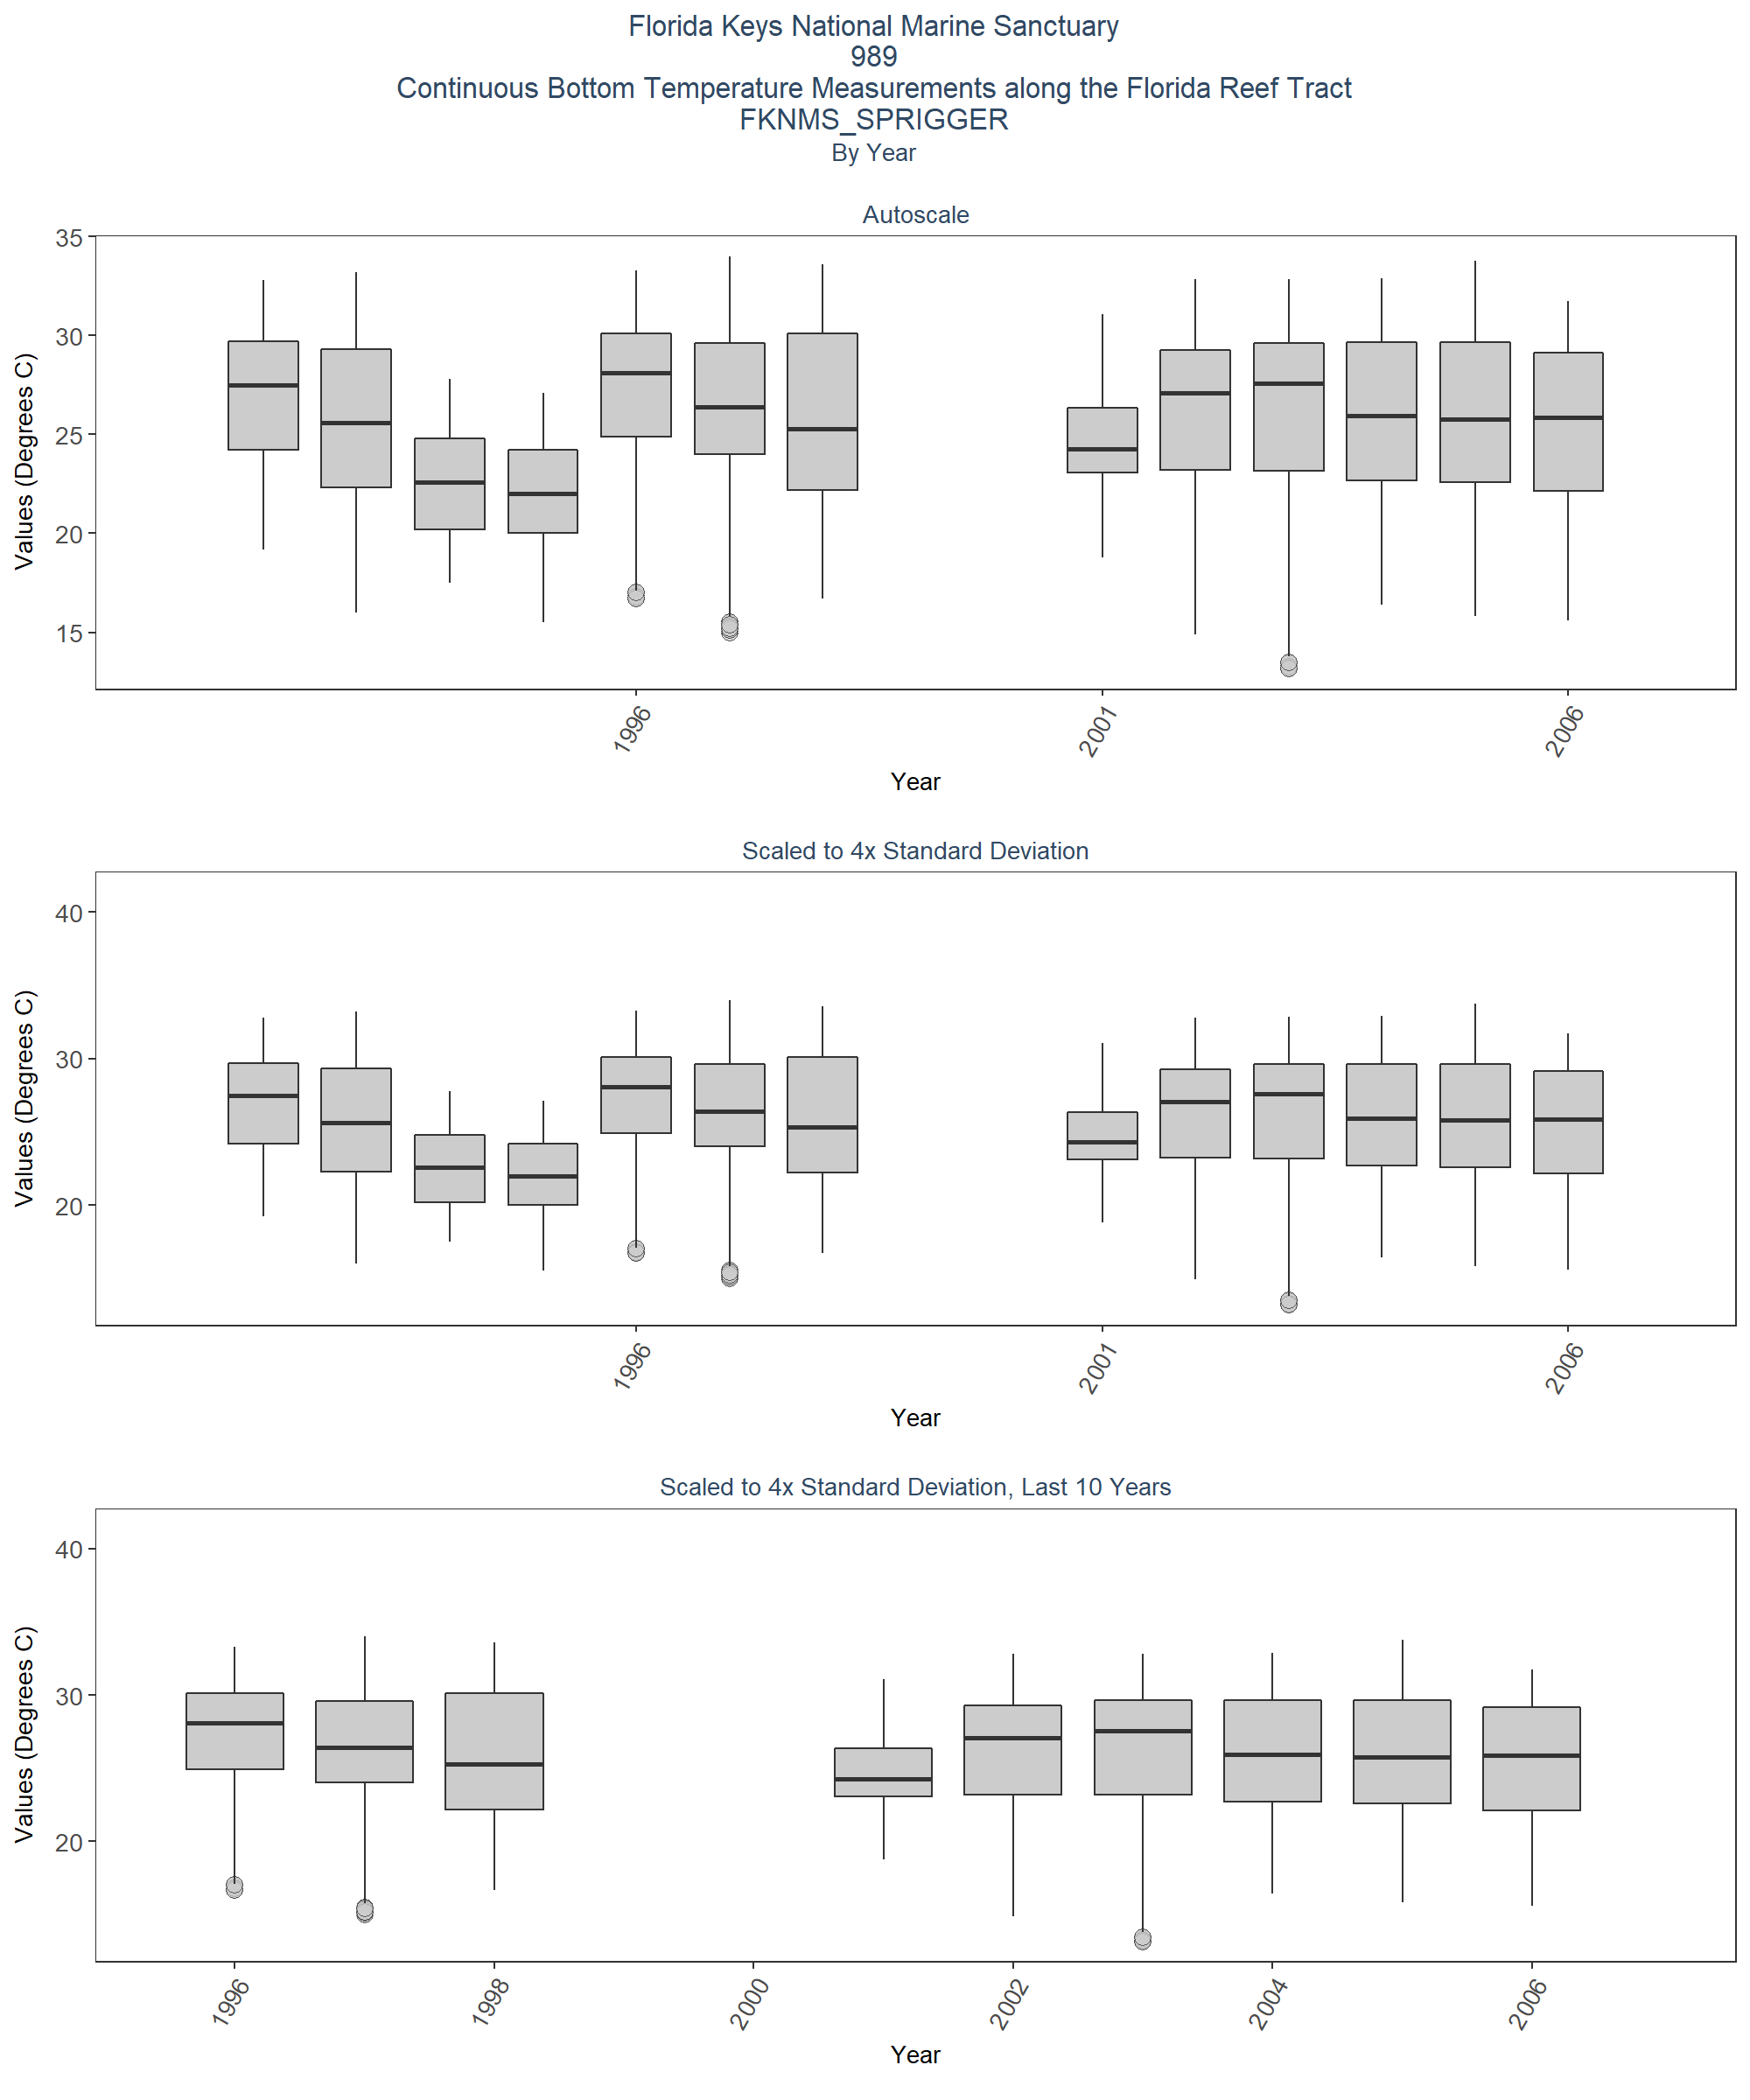 Florida Keys National Marine Sanctuary
989
Continuous Bottom Temperature Measurements along the Florida Reef Tract
FKNMS_SPRIGGER
By Year
Autoscale
35
30
25
20
15
Values (Degrees C)
1996
2001
2006
Year
Scaled to 4x Standard Deviation
40
30
20
Values (Degrees C)
1996
2001
2006
Year
Scaled to 4x Standard Deviation, Last 10 Years
40
30
20
Values (Degrees C)
1996
1998
2000
2002
2004
2006
Year